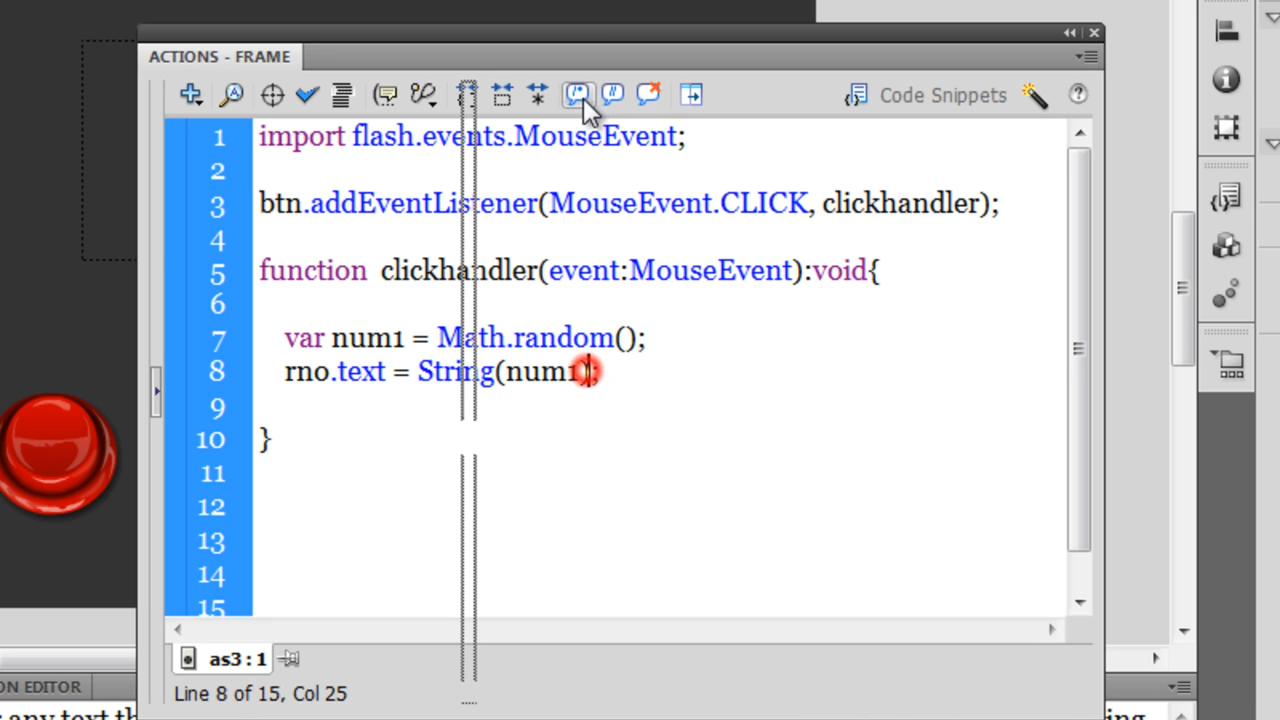 ACTIONS - FRAME
Code Snippets
1 import flash.events.MouseEvent;
2
3 btn.addEventListener(MouseEvent.CLICK, clickhandler);
4
5 function clickhandler(event:MouseEvent):void{
6
7 var num1 = Math.random();
8 rno.text = String(num1);
9
10 }
11
12
13
14
15
as3:1
Line 8 of 15, Col 25
ON EDITOR
any text